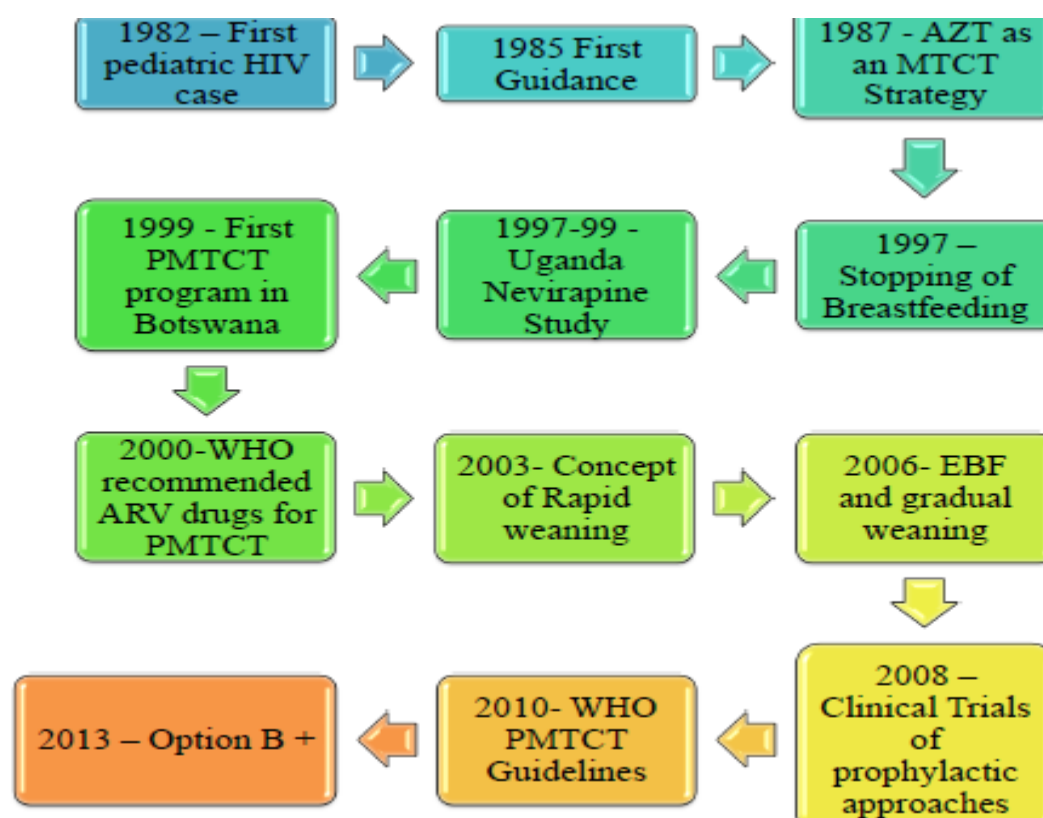 1982 – First
pediatric HIV
case
1985 First
Guidance
1987 - AZT as
an MTCT
Strategy
1997 –
Stopping of
Breastfeeding
1997-99 -
Uganda
Nevirapine
Study
1999 - First
PMTCT
program in
Botswana
2000-WHO
recommended
ARV drugs for
PMTCT
2003- Concept
of Rapid
weaning
2006- EBF
and gradual
weaning
2008 –
Clinical Trials
of
prophylactic
approaches
2010- WHO
PMTCT
Guidelines
2013 – Option B +